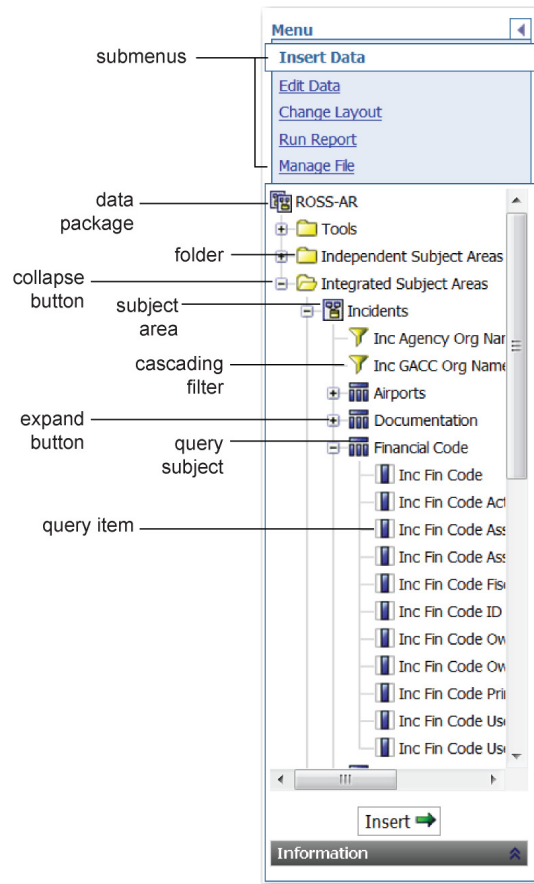 Menu
submenus
Insert Data
Edit Data
Change Layout
Run Report
Manage File
data package
ROSS-AR
Tools
folder
Independent Subject Areas
collapse button
Integrated Subject Areas
subject area
Incidents
Inc Agency Org Nar
cascading filter
Inc GACC Org Name
Airports
expand button
Documentation
query subject
Financial Code
Inc Fin Code
Inc Fin Code Act
query item
Inc Fin Code Ass
Inc Fin Code Ass
Inc Fin Code Fis
Inc Fin Code ID
Inc Fin Code Ow
Inc Fin Code Ow
Inc Fin Code Pri
Inc Fin Code Use
Inc Fin Code Use
Insert
Information